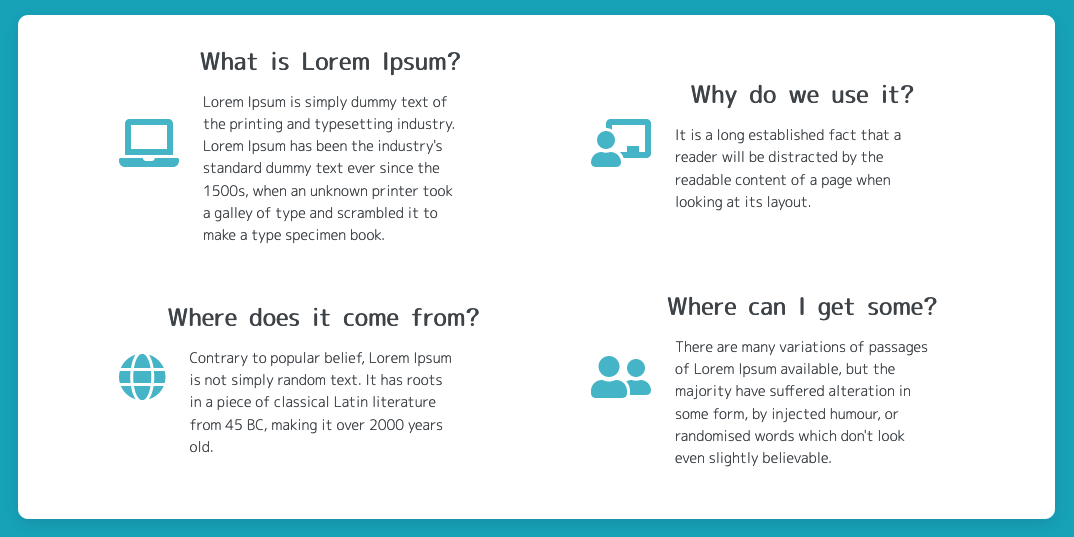 What is Lorem Ipsum?
Lorem Ipsum is simply dummy text of
the printing and typesetting industry.
Lorem Ipsum has been the industry's
standard dummy text ever since the
1500s, when an unknown printer took
a galley of type and scrambled it to
make a type specimen book.
Why do we use it?
It is a long established fact that a
reader will be distracted by the
readable content of a page when
looking at its layout.
Where does it come from?
Contrary to popular belief, Lorem Ipsum
is not simply random text. It has roots
in a piece of classical Latin literature
from 45 BC, making it over 2000 years
old.
Where can I get some?
There are many variations of passages
of Lorem Ipsum available, but the
majority have suffered alteration in
some form, by injected humour, or
randomised words which don't look
even slightly believable.